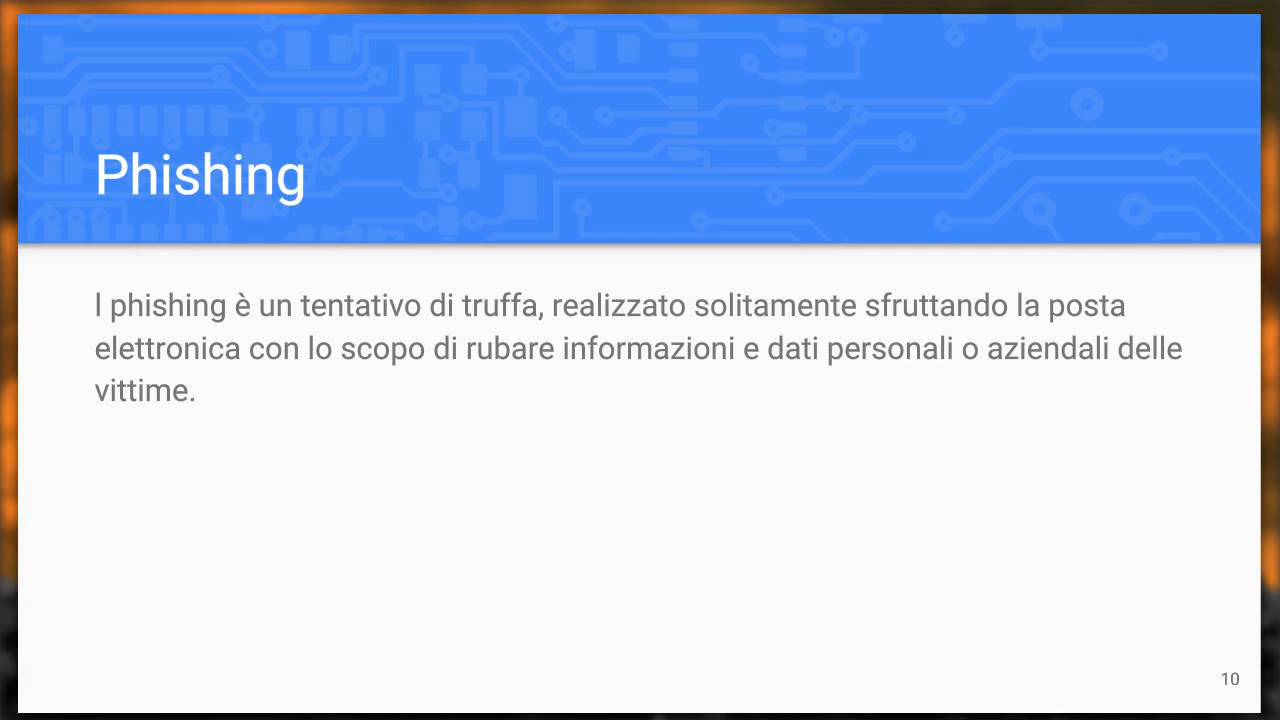 Phishing
l phishing è un tentativo di truffa, realizzato solitamente sfruttando la posta
elettronica con lo scopo di rubare informazioni e dati personali o aziendali delle
vittime.
10